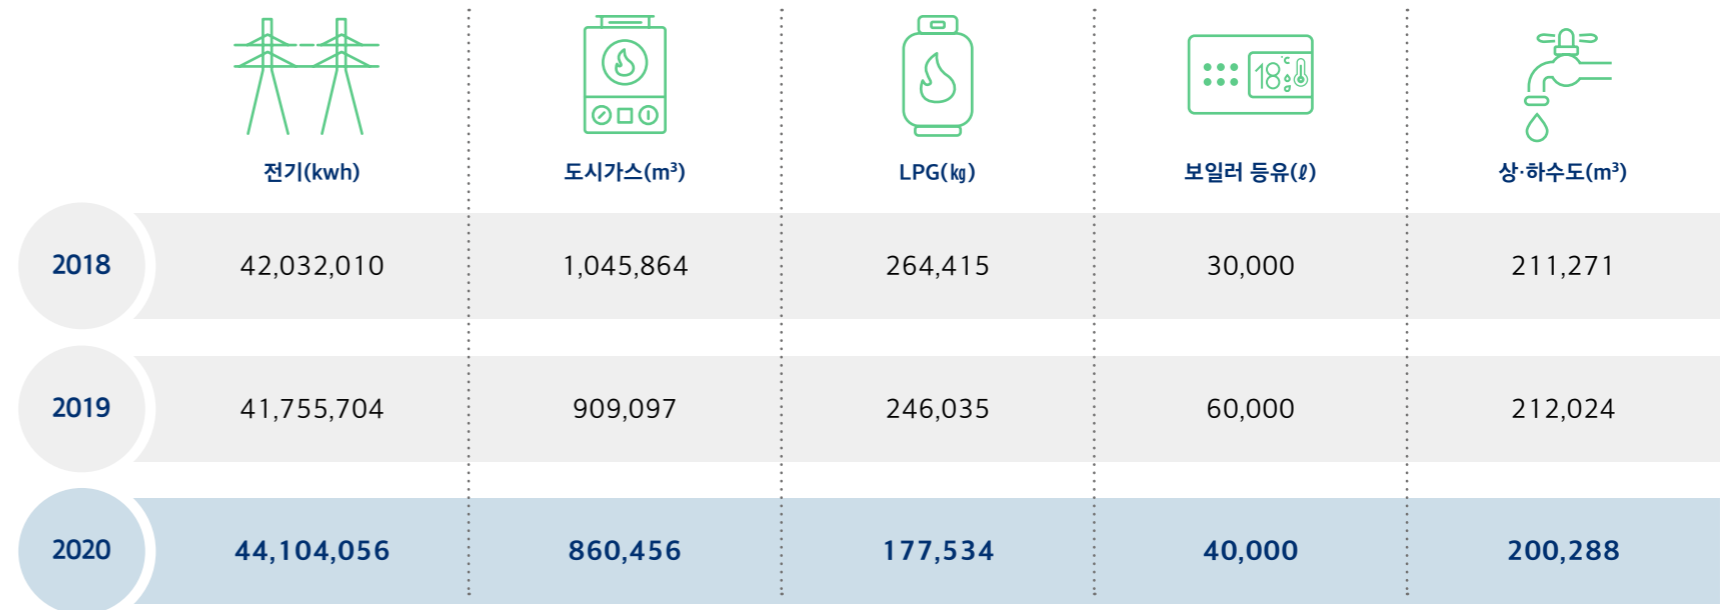 18℃
전기(kwh) 도시가스(m³) LPG(㎏) 보일러 등유(ℓ) 상·하수도(m³)
2018 42,032,010 1,045,864 264,415 30,000 211,271
2019 41,755,704 909,097 246,035 60,000 212,024
2020 44,104,056 860,456 177,534 40,000 200,288